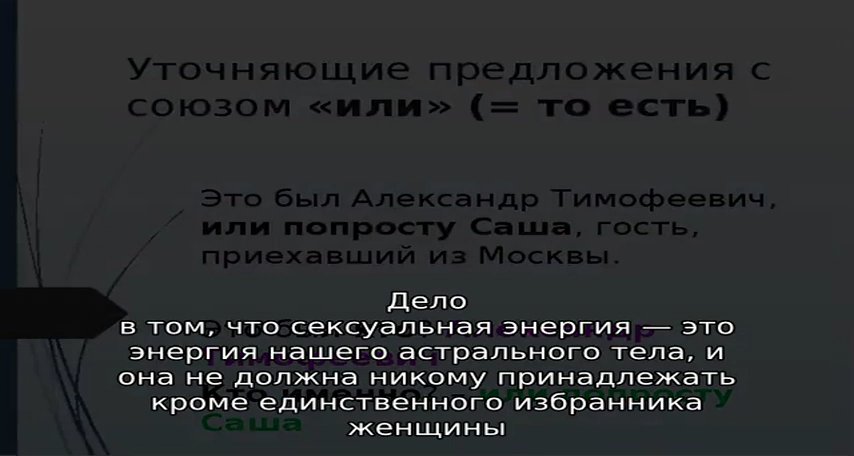 Уточняющие предложения с
союзом «или» (= то есть)
Это был Александр Тимофеевич,
или попросту Саша, гость,
приехавший из Москвы.
Дело
в том, что сексуальная энергия — это
энергия нашего астрального тела, и
она не должна никому принадлежать
кроме единственного избранника
женщины
Саша